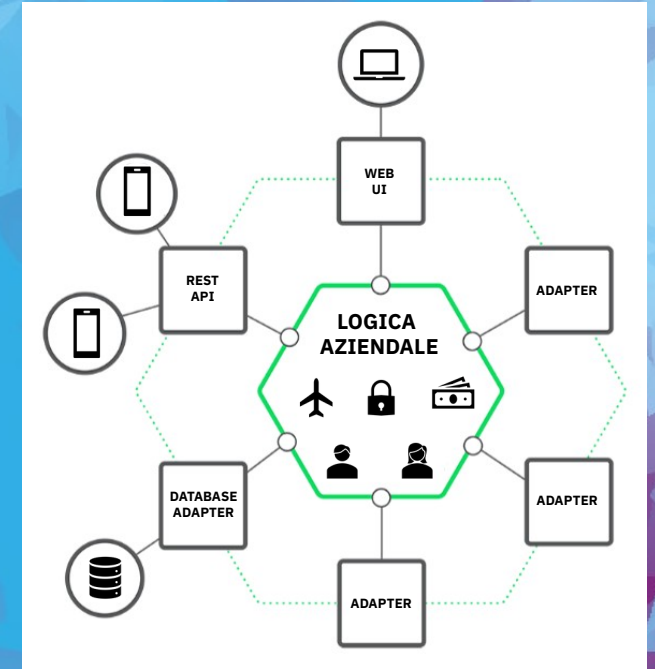 WEB
UI
REST
API
ADAPTER
LOGICA
AZIENDALE
DATABASE
ADAPTER
ADAPTER
ADAPTER